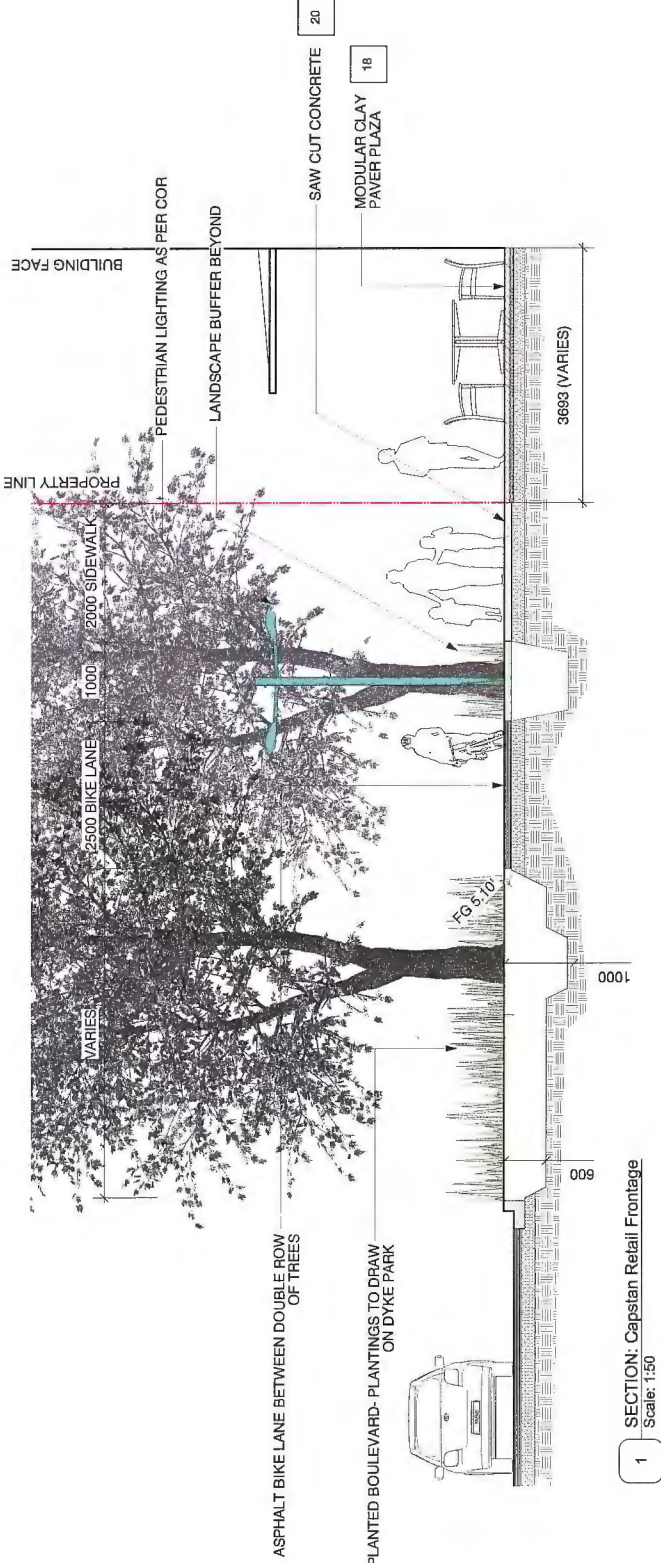 BUILDING FACE
PROPERTY LINE
PEDESTRIAN LIGHTING AS PER COR
LANDSCAPE BUFFER BEYOND
SAW CUT CONCRETE
20
MODULAR CLAY
PAVER PLAZA
18
VARIES
2500 BIKE LANE
1000
2000 SIDEWALK
ASPHALT BIKE LANE BETWEEN DOUBLE ROW
OF TREES
PLANTED BOULEVARD- PLANTINGS TO DRAW
ON DYKE PARK
FG 5.10
600
1000
3693 (VARIES)
1
SECTION: Capstan Retail Frontage
Scale: 1:50